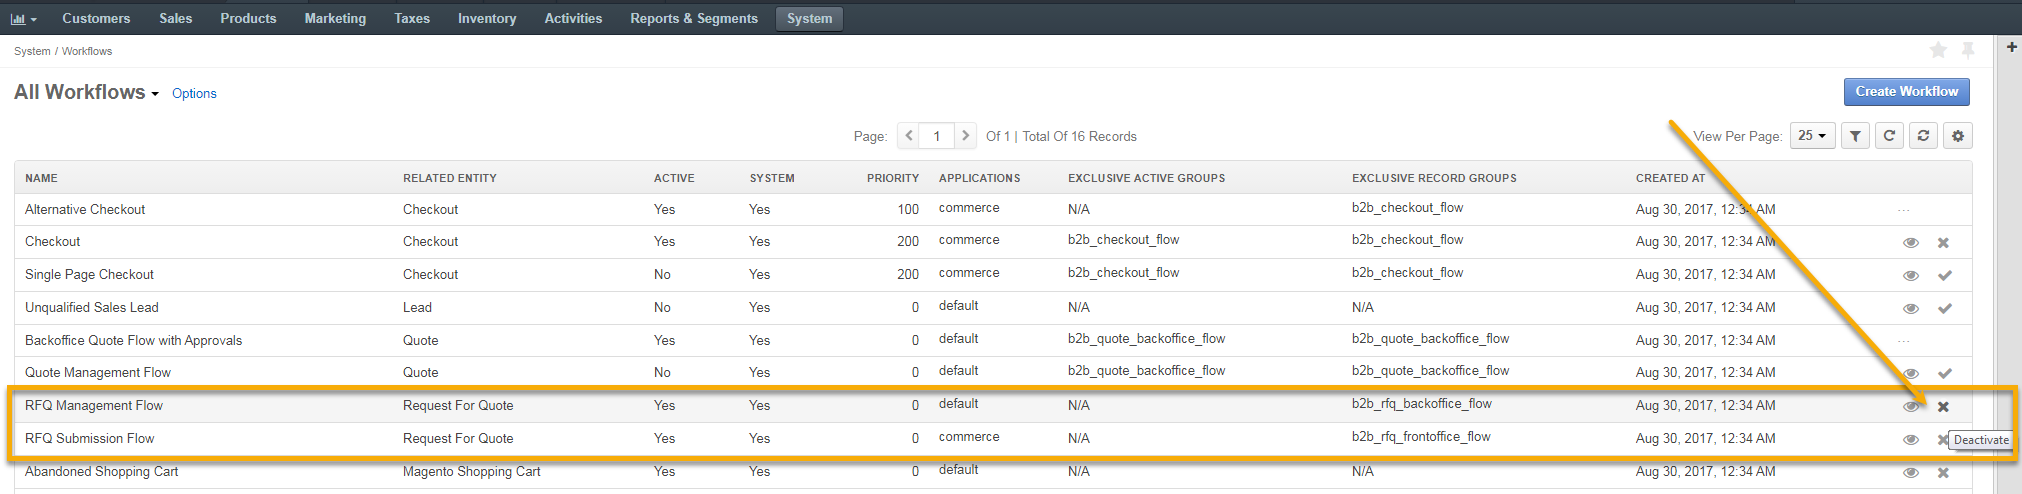 Customers Sales Products Marketing Taxes Inventory Activities Reports & Segments System
System / Workflows
All Workflows Options Create Workflow
Page: 1 Of 1 | Total Of 16 Records View Per Page: 25
NAME RELATED ENTITY ACTIVE SYSTEM PRIORITY APPLICATIONS EXCLUSIVE ACTIVE GROUPS EXCLUSIVE RECORD GROUPS CREATED AT
Alternative Checkout Checkout Yes Yes 100 commerce N/A b2b_checkout_flow Aug 30, 2017, 12:34 AM ...
Checkout Checkout Yes Yes 200 commerce b2b_checkout_flow b2b_checkout_flow Aug 30, 2017, 12:34 AM
Single Page Checkout Checkout No Yes 200 commerce b2b_checkout_flow b2b_checkout_flow Aug 30, 2017, 12:34 AM
Unqualified Sales Lead Lead No Yes 0 default N/A N/A Aug 30, 2017, 12:34 AM
Backoffice Quote Flow with Approvals Quote Yes Yes 0 default b2b_quote_backoffice_flow b2b_quote_backoffice_flow Aug 30, 2017, 12:34 AM ...
Quote Management Flow Quote No Yes 0 default b2b_quote_backoffice_flow b2b_quote_backoffice_flow Aug 30, 2017, 12:34 AM
RFQ Management Flow Request For Quote Yes Yes 0 default N/A b2b_rfq_backoffice_flow Aug 30, 2017, 12:34 AM
RFQ Submission Flow Request For Quote Yes Yes 0 commerce N/A b2b_rfq_frontoffice_flow Aug 30, 2017, 12:34 AM Deactivate
Abandoned Shopping Cart Magento Shopping Cart Yes Yes 0 default N/A N/A Aug 30, 2017, 12:34 AM